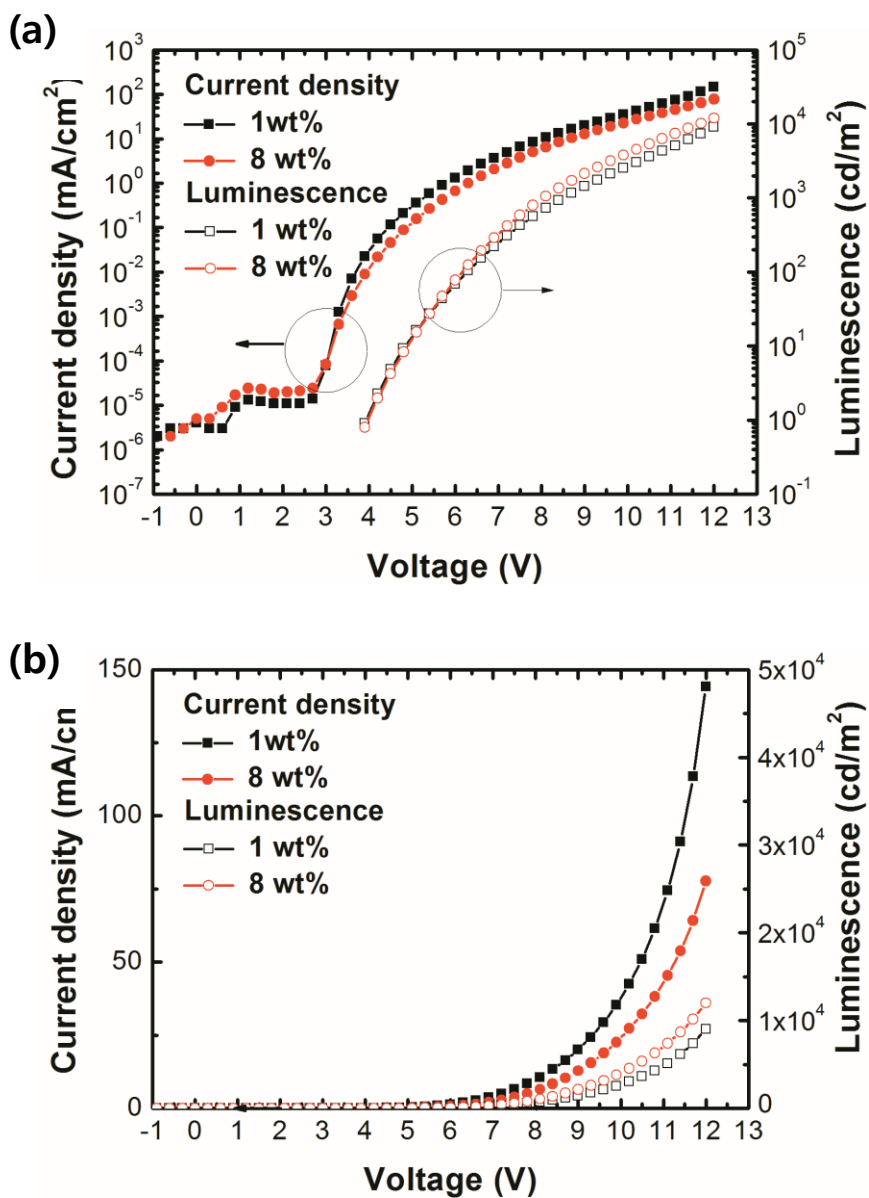 (a)
Current density
1wt%
8 wt%
Luminescence
1 wt%
8 wt%
10³
10²
10¹
10⁰
10⁻¹
10⁻²
10⁻³
10⁻⁴
10⁻⁵
10⁻⁶
10⁻⁷
Current density (mA/cm²)
10⁵
10⁴
10³
10²
10¹
10⁰
10⁻¹
Luminescence (cd/m²)
-1 0 1 2 3 4 5 6 7 8 9 10 11 12 13
Voltage (V)
(b)
Current density
1wt%
8 wt%
Luminescence
1 wt%
8 wt%
150
100
50
0
Current density (mA/cn
5x10⁴
4x10⁴
3x10⁴
2x10⁴
1x10⁴
0
Luminescence (cd/m²)
-1 0 1 2 3 4 5 6 7 8 9 10 11 12 13
Voltage (V)